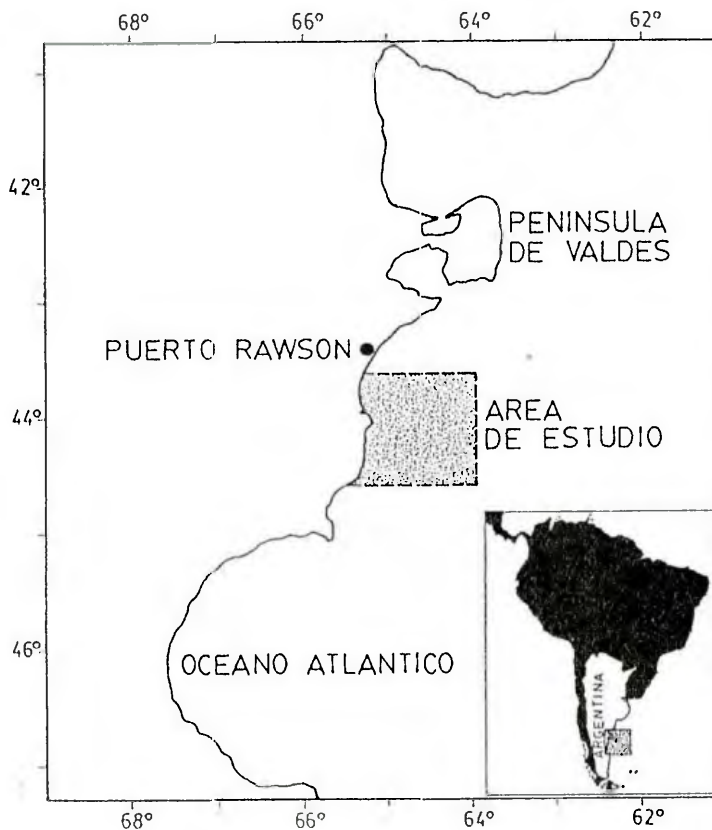 68° 66° 64° 62°
42°
PENINSULA
DE VALDES
PUERTO RAWSON
44°
AREA
DE ESTUDIO
46°
OCEANO ATLANTICO
ARGENTINA
68° 66° 64° 62°